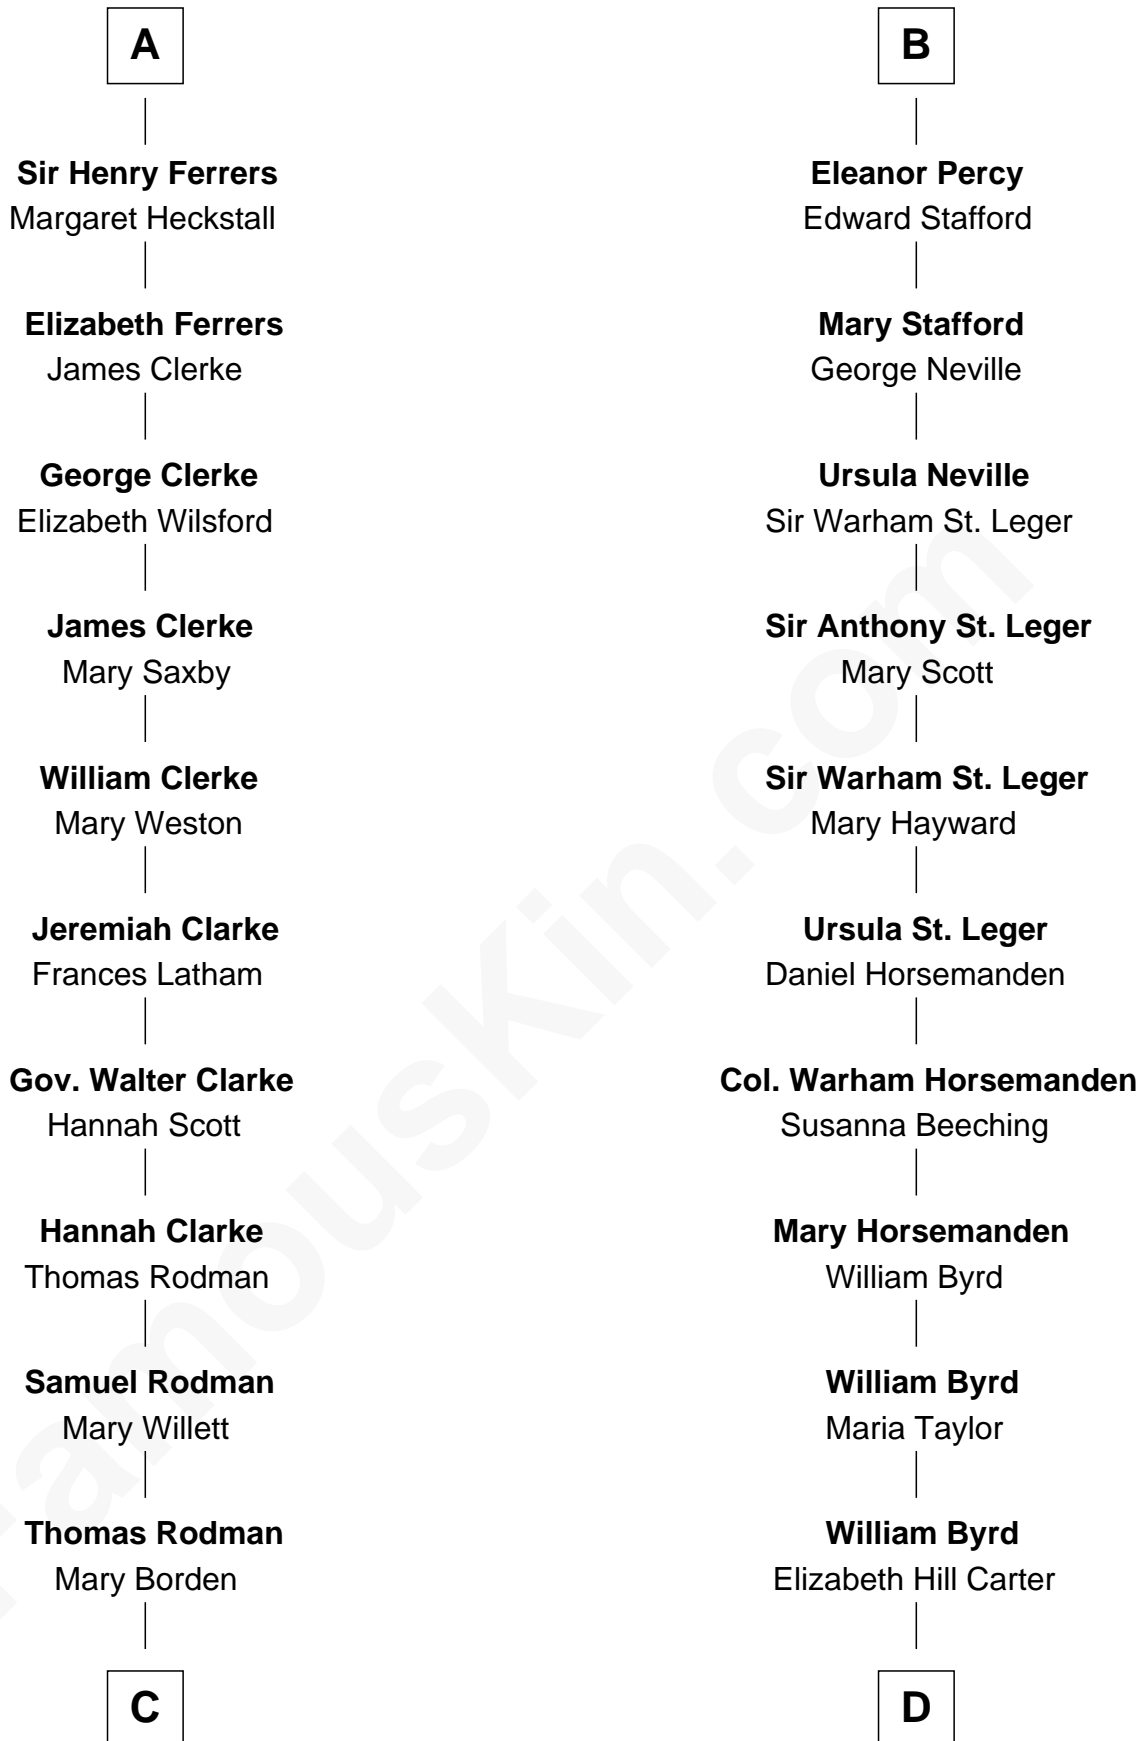 A
Sir Henry Ferrers
Margaret Heckstall
Elizabeth Ferrers
James Clerke
George Clerke
Elizabeth Wilsford
James Clerke
Mary Saxby
William Clerke
Mary Weston
Jeremiah Clarke
Frances Latham
Gov. Walter Clarke
Hannah Scott
Hannah Clarke
Thomas Rodman
Samuel Rodman
Mary Willett
Thomas Rodman
Mary Borden
C
B
Eleanor Percy
Edward Stafford
Mary Stafford
George Neville
Ursula Neville
Sir Warham St. Leger
Sir Anthony St. Leger
Mary Scott
Sir Warham St. Leger
Mary Hayward
Ursula St. Leger
Daniel Horsemanden
Col. Warham Horsemanden
Susanna Beeching
Mary Horsemanden
William Byrd
William Byrd
Maria Taylor
William Byrd
Elizabeth Hill Carter
D
FamousKin.com